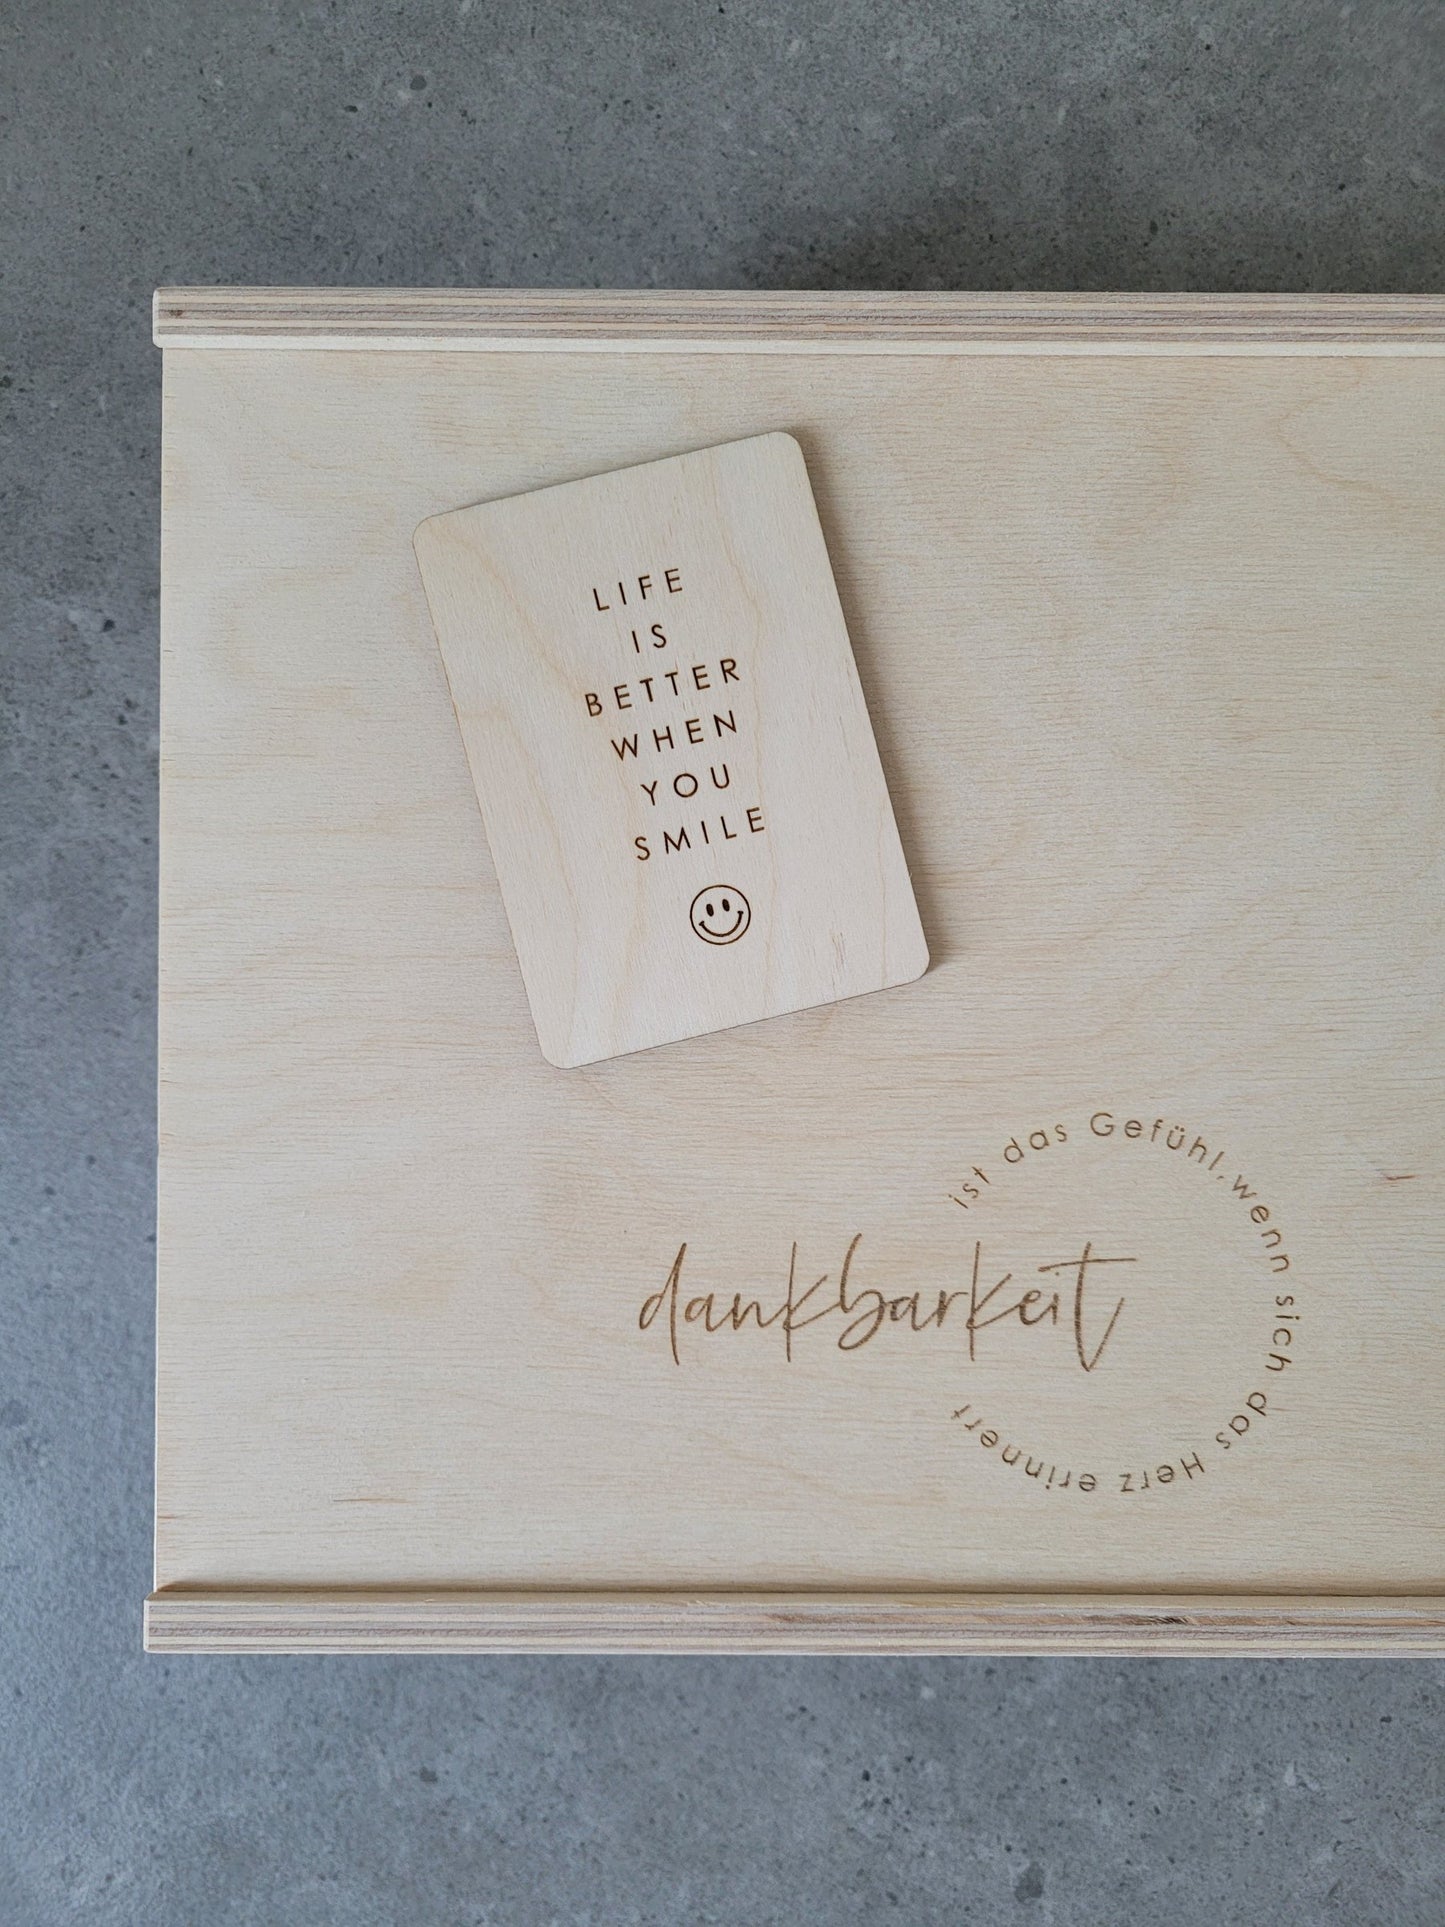 LIFE
IS
BETTER
WHEN
YOU
SMILE
dankbarkeit
ist das Gefühl, wenn sich das Herz erinnert